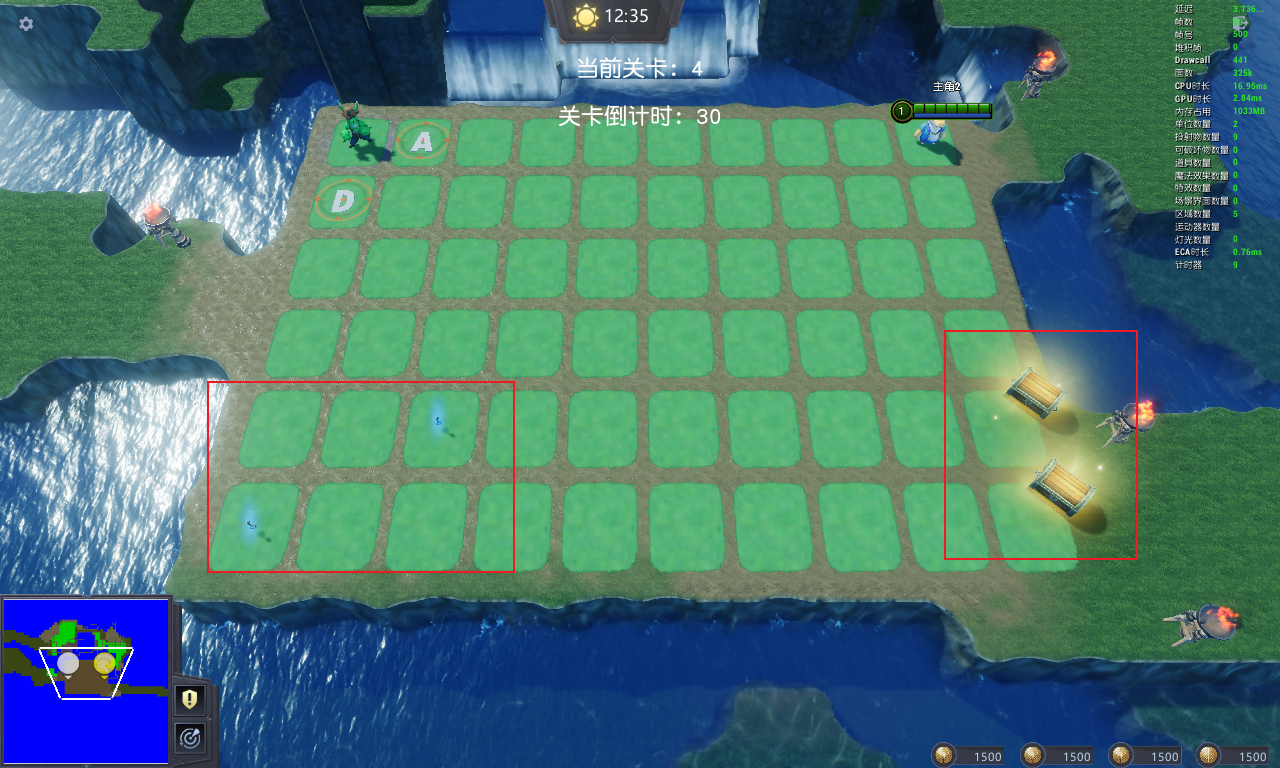 12:35
当前关卡：4
关卡倒计时：30
主角2
1
A
D
延迟 3.736...
帧数
帧号 500
堆积帧 0
Drawcall 441
面数 325k
CPU时长 16.95ms
GPU时长 2.84ms
内存占用 1033MB
单位数量 2
投射物数量 9
可破坏物数量 0
道具数量 0
魔法效果数量 0
特效数量 0
场景界面数量 0
区域数量 5
运动器数量
灯光数量 0
ECA时长 0.76ms
计时器 9
1500 1500 1500 1500